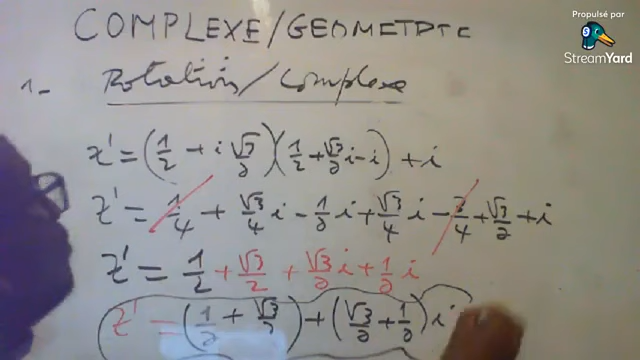 Propulsé par
StreamYard
COMPLEXE/GEOMETRIE
1- Rotation/Complexe
z' = (1/2 + i √3/2)(1/2 + √3/2 i - i) + i
z' = 1/4 + √3/4 i - 1/2 i + √3/4 i - 3/4 + √3/2 + i
z' = 1/2 + √3/2 + √3/2 i + 1/2 i
z' = (1/2 + √3/2) + (√3/2 + 1/2) i